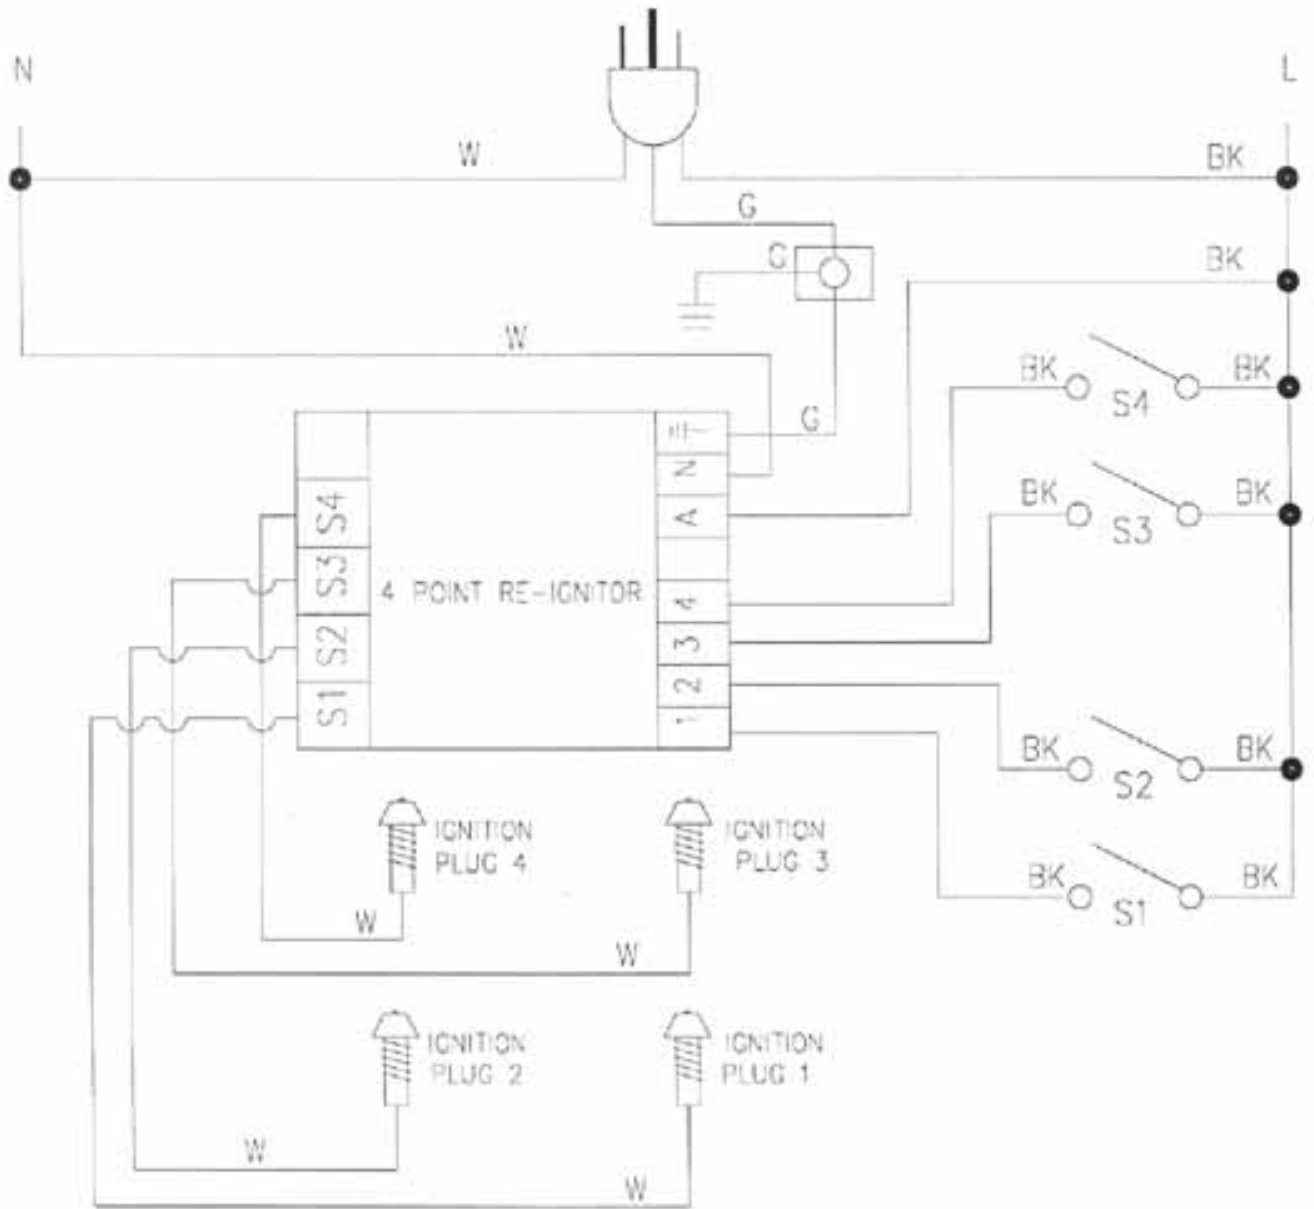 N
L
W
BK
G
G
BK
W
BK
BK
S4
G
N
A
BK
BK
S3
S4
S3
S2
S1
4 POINT RE-IGNITOR
4
3
2
1
BK
BK
S2
IGNITION
PLUG 4
IGNITION
PLUG 3
BK
BK
S1
W
W
IGNITION
PLUG 2
IGNITION
PLUG 1
W
W